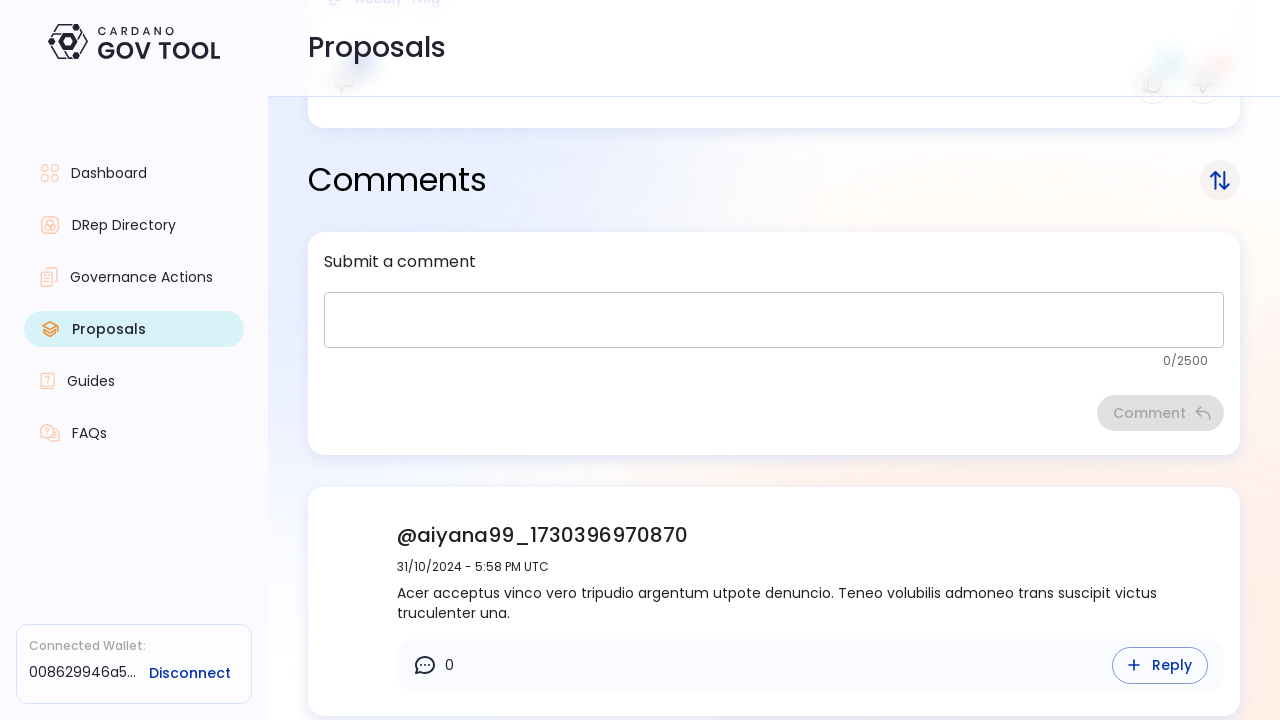 CARDANO
GOV TOOL
Proposals
Dashboard
DRep Directory
Governance Actions
Proposals
Guides
FAQs
Connected Wallet:
008629946a5...
Disconnect
Comments
Submit a comment
0/2500
Comment
@aiyana99_1730396970870
31/10/2024 - 5:58 PM UTC
Acer acceptus vinco vero tripudio argentum utpote denuncio. Teneo volubilis admoneo trans suscipit victus
truculenter una.
0
Reply